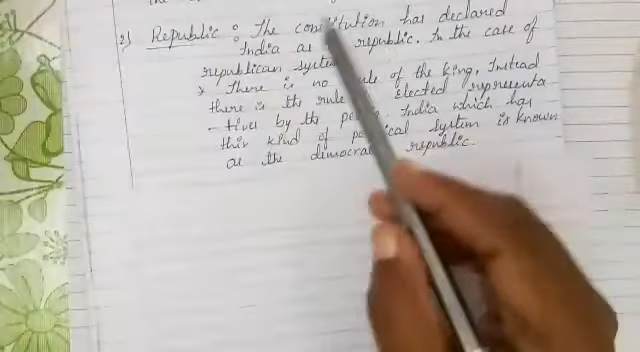 2) Republic : The constitution has declared
India as republic. In the case of
republican system
* There is no rule of the king, Instead
there is the rule elected representa
-tives by the people. India which has
this kind of political system is known
as the democratic republic.